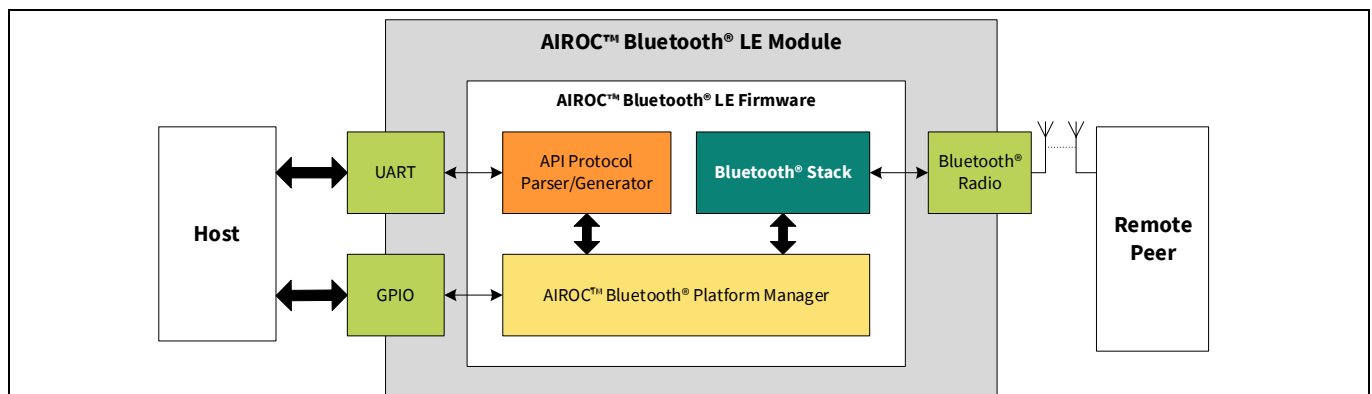 AIROC™ Bluetooth® LE Module
AIROC™ Bluetooth® LE Firmware
Host
UART
API Protocol
Parser/Generator
Bluetooth® Stack
Bluetooth®
Radio
Remote
Peer
GPIO
AIROC™ Bluetooth® Platform Manager